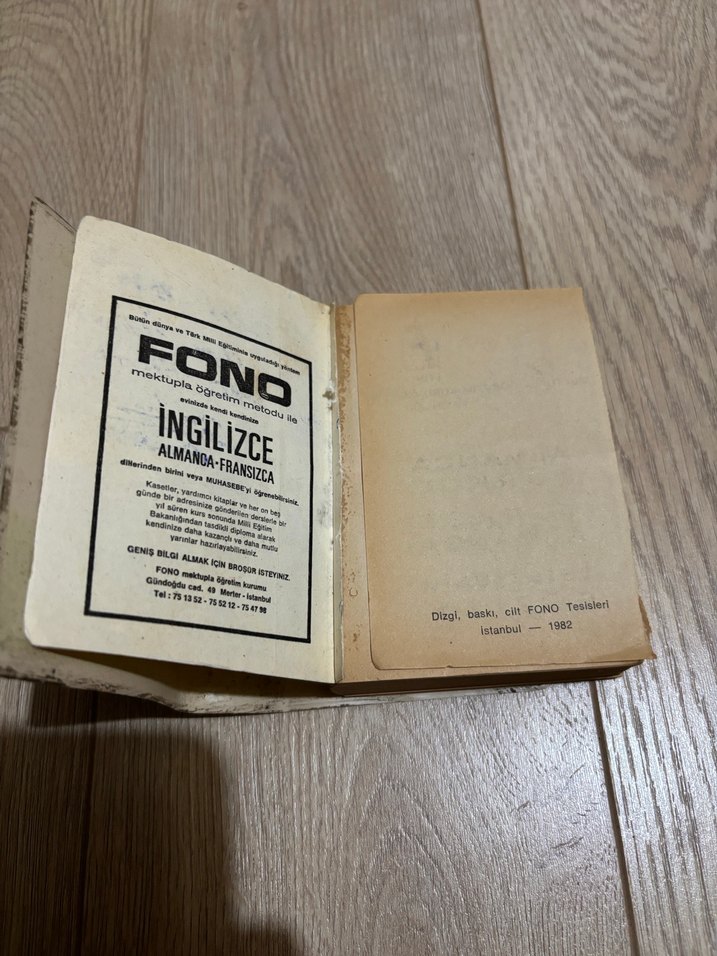 Bütün dünya ve Türk Milli Eğitiminin uyguladığı yöntem
FONO
mektupla öğretim metodu ile
evinizde kendi kendinize
İNGİLİZCE
ALMANCA•FRANSIZCA
dillerinden birini veya MUHASEBE'yi öğrenebilirsiniz.
Kasetler, yardımcı kitaplar ve her on beş
günde bir adresinize gönderilen derslerle bir
yıl süren kurs sonunda Milli Eğitim
Bakanlığından tasdikli diploma alarak
kendinize daha kazançlı ve daha mutlu
yarınlar hazırlayabilirsiniz.
GENİŞ BİLGİ ALMAK İÇİN BROŞÜR İSTEYİNİZ.
FONO mektupla öğretim kurumu
Gündoğdu cad. 49 Merter - İstanbul
Tel : 75 13 52 - 75 52 12 - 75 47 98
Dizgi, baskı, cilt FONO Tesisleri
istanbul — 1982